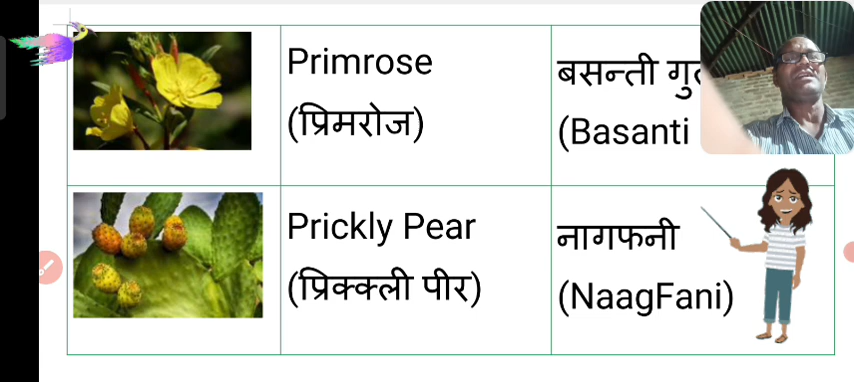 Primrose
(प्रिमरोज)
बसन्ती
(Basanti
Prickly Pear
(प्रिक्क्ली पीर)
नागफनी
(NaagFani)